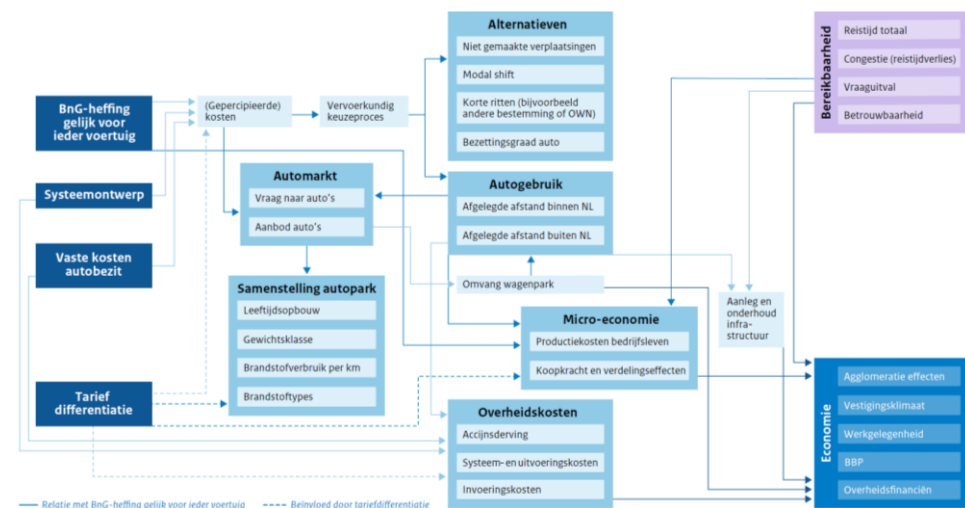 BnG-heffing
gelijk voor
ieder voertuig
Systeemontwerp
Vaste kosten
autobezit
Tarief
differentiatie
(Gepercipieerde)
kosten
Vervoerkundig
keuzeproces
Alternatieven
Niet gemaakte verplaatsingen
Modal shift
Korte ritten (bijvoorbeeld
andere bestemming of OWN)
Bezettingsgraad auto
Automarkt
Vraag naar auto's
Aanbod auto's
Autogebruik
Afgelegde afstand binnen NL
Afgelegde afstand buiten NL
Samenstelling autopark
Leeftijdsopbouw
Gewichtsklasse
Brandstofverbruik per km
Brandstoftypes
Omvang wagenpark
Micro-economie
Productiekosten bedrijfsleven
Koopkracht en verdelingseffecten
Overheidskosten
Accijnsderving
Systeem- en uitvoeringskosten
Invoeringskosten
Bereikbaarheid
Reistijd totaal
Congestie (reistijdverlies)
Vraaguitval
Betrouwbaarheid
Aanleg en
onderhoud
infra-
structuur
Economie
Agglomeratie effecten
Vestigingsklimaat
Werkgelegenheid
BBP
Overheidsfinanciën
Relatie met BnG-heffing gelijk voor ieder voertuig
Beïnvloed door tariefdifferentiatie